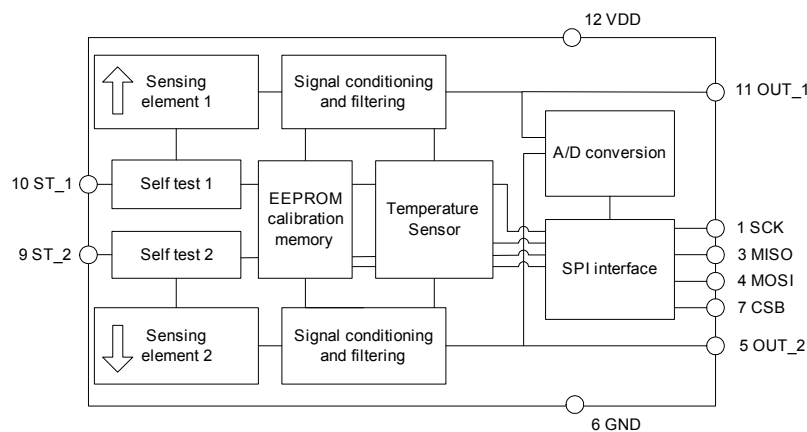 12 VDD
Sensing
element 1
Signal conditioning
and filtering
11 OUT_1
A/D conversion
10 ST_1
Self test 1
EEPROM
calibration
memory
Temperature
Sensor
9 ST_2
Self test 2
SPI interface
1 SCK
3 MISO
4 MOSI
7 CSB
Sensing
element 2
Signal conditioning
and filtering
5 OUT_2
6 GND